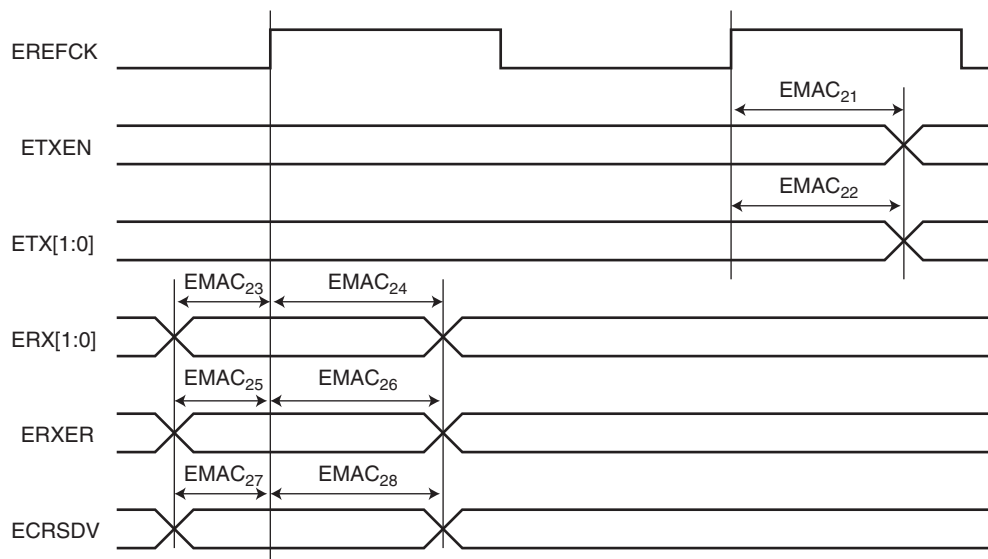 EREFCK
EMAC21
ETXEN
EMAC22
ETX[1:0]
EMAC23 EMAC24
ERX[1:0]
EMAC25 EMAC26
ERXER
EMAC27 EMAC28
ECRSDV